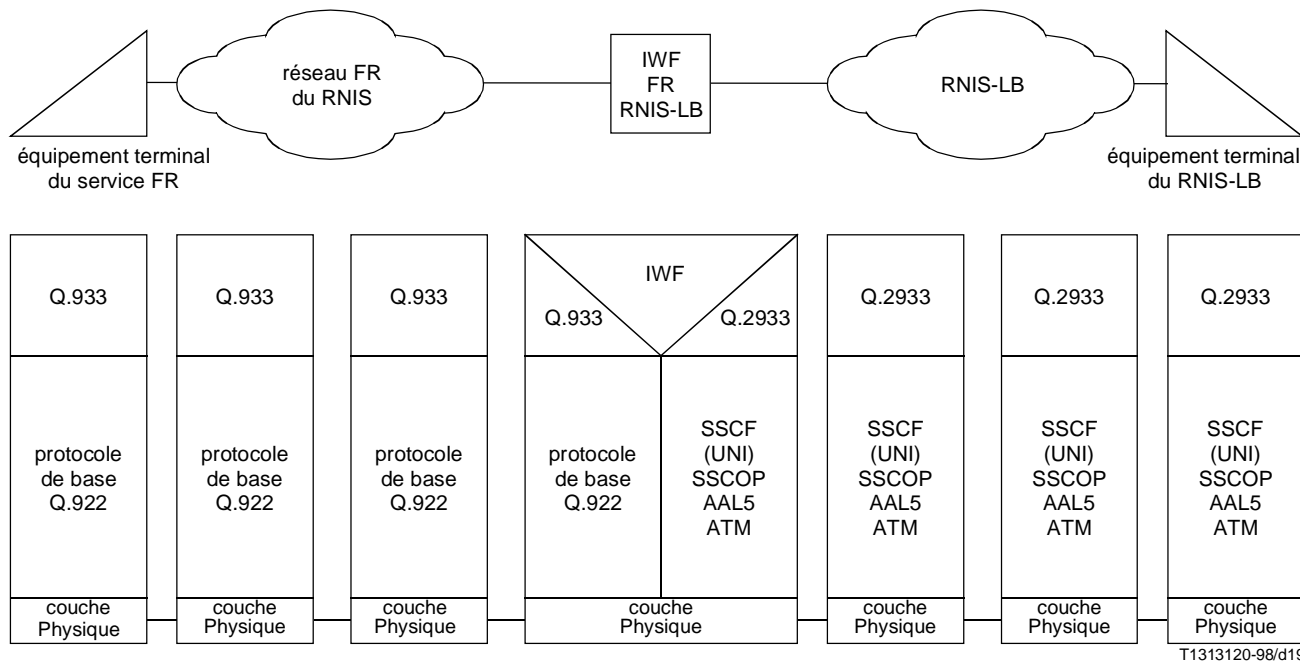 réseau FR
du RNIS
IWF
FR
RNIS-LB
RNIS-LB
équipement terminal
du service FR
équipement terminal
du RNIS-LB
Q.933
Q.933
Q.933
IWF
Q.933
Q.2933
Q.2933
Q.2933
Q.2933
protocole
de base
Q.922
protocole
de base
Q.922
protocole
de base
Q.922
protocole
de base
Q.922
SSCF
(UNI)
SSCOP
AAL5
ATM
SSCF
(UNI)
SSCOP
AAL5
ATM
SSCF
(UNI)
SSCOP
AAL5
ATM
SSCF
(UNI)
SSCOP
AAL5
ATM
couche
Physique
couche
Physique
couche
Physique
couche
Physique
couche
Physique
couche
Physique
couche
Physique
T1313120-98/d19